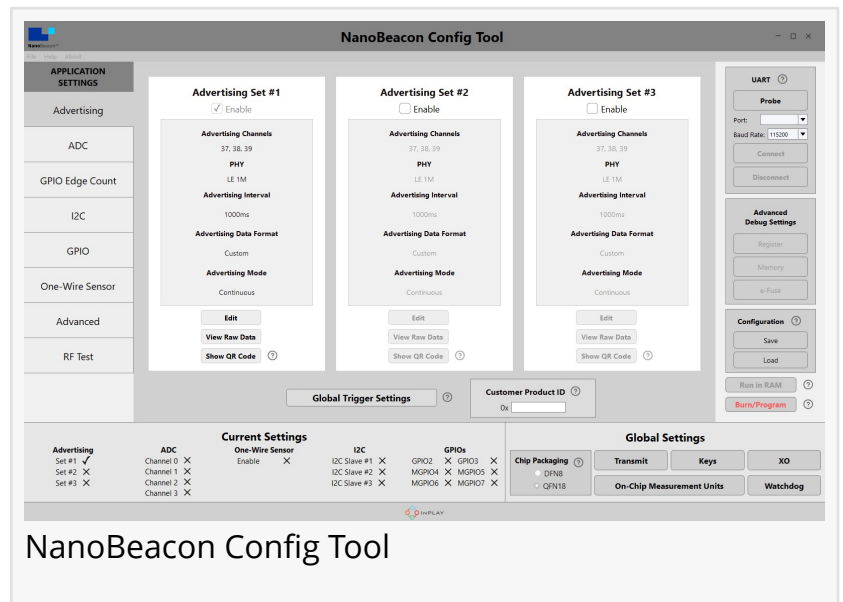 NanoBeacon Config Tool
NanoBeacon™
File Help About
APPLICATION
SETTINGS
Advertising
ADC
GPIO Edge Count
I2C
GPIO
One-Wire Sensor
Advanced
RF Test
Advertising Set #1
Enable
Advertising Channels
37, 38, 39
PHY
LE 1M
Advertising Interval
1000ms
Advertising Data Format
Custom
Advertising Mode
Continuous
Edit
View Raw Data
Show QR Code ?
Advertising Set #2
Enable
Advertising Channels
37, 38, 39
PHY
LE 1M
Advertising Interval
1000ms
Advertising Data Format
Custom
Advertising Mode
Continuous
Edit
View Raw Data
Show QR Code ?
Advertising Set #3
Enable
Advertising Channels
37, 38, 39
PHY
LE 1M
Advertising Interval
1000ms
Advertising Data Format
Custom
Advertising Mode
Continuous
Edit
View Raw Data
Show QR Code ?
Global Trigger Settings ?
Customer Product ID ?
0x
UART ?
Probe
Port:
Baud Rate: 115200
Connect
Disconnect
Advanced
Debug Settings
Register
Memory
e-Fuse
Configuration ?
Save
Load
Run in RAM ?
Burn/Program ?
Current Settings
Advertising
Set #1 ✓
Set #2 X
Set #3 X
ADC
Channel 0 X
Channel 1 X
Channel 2 X
Channel 3 X
One-Wire Sensor
Enable X
I2C
I2C Slave #1 X
I2C Slave #2 X
I2C Slave #3 X
GPIOs
GPIO2 X GPIO3 X
MGPIO4 X MGPIO5 X
MGPIO6 X MGPIO7 X
Global Settings
Chip Packaging ?
DFN8
QFN18
Transmit
Keys
XO
On-Chip Measurement Units
Watchdog
InPLAY
NanoBeacon Config Tool